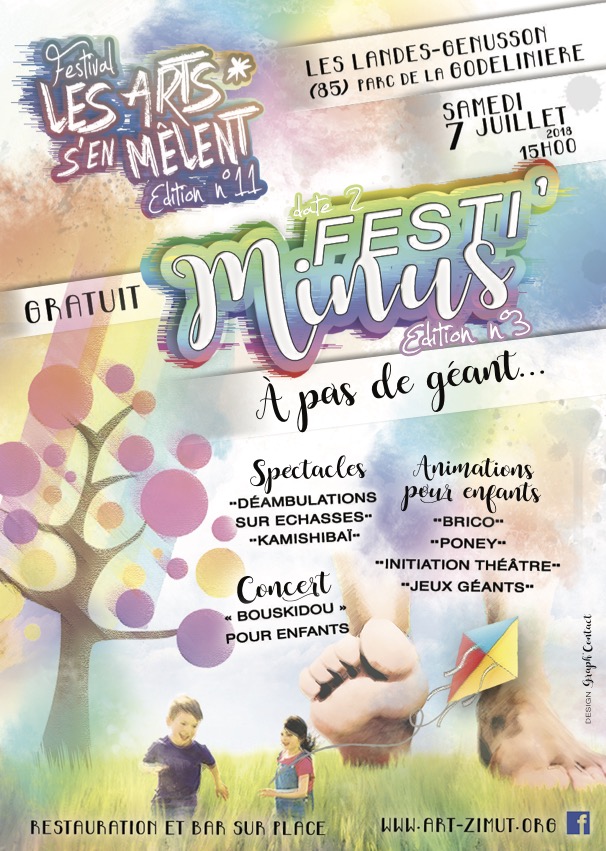 Festival
LES ARTS*
S'EN MÊLENT
Edition n°11
LES LANDES-GENUSSON
(85) PARC DE LA GODELINIERE
SAMEDI
7 JUILLET
2018
15H00
date 2
FESTI'
Minus
Edition n°3
GRATUIT
À pas de géant...
Spectacles
••DÉAMBULATIONS
SUR ECHASSES••
••KAMISHIBAÏ••
Concert
« BOUSKIDOU »
POUR ENFANTS
Animations
pour enfants
••BRICO••
••PONEY••
••INITIATION THÉÂTRE••
••JEUX GÉANTS••
DESIGN Graph'Contact
RESTAURATION ET BAR SUR PLACE
WWW.ART-ZIMUT.ORG f